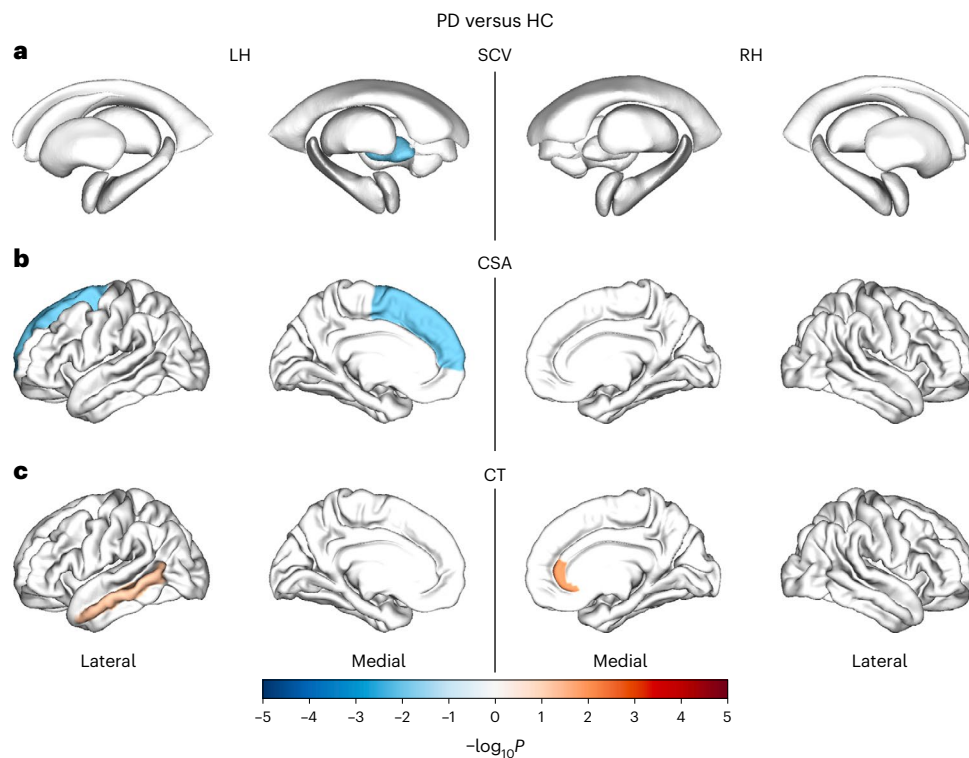 PD versus HC
a
LH
SCV
RH
b
CSA
c
CT
Lateral
Medial
Medial
Lateral
−5 −4 −3 −2 −1 0 1 2 3 4 5
−log₁₀P